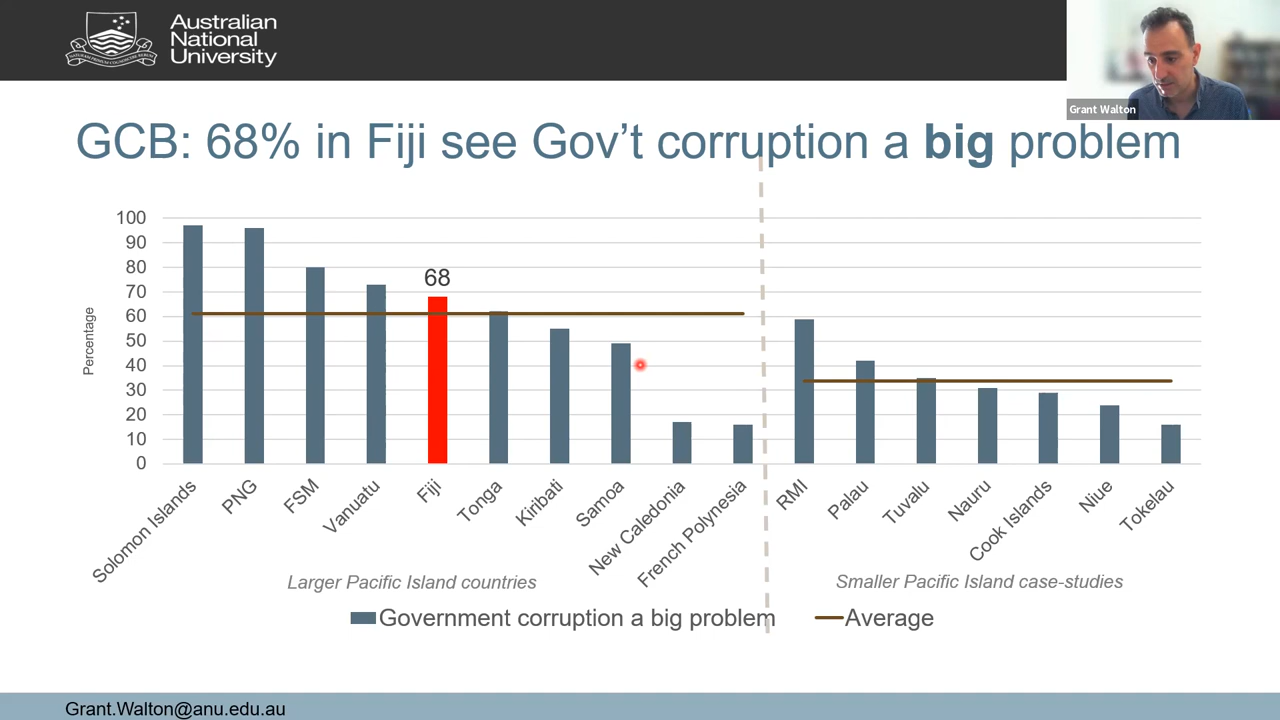 Australian
National
University
Grant Walton
GCB: 68% in Fiji see Gov't corruption a big problem
100
90
80
70
60
50
40
30
20
10
0
Percentage
68
Solomon Islands
PNG
FSM
Vanuatu
Fiji
Tonga
Kiribati
Samoa
New Caledonia
French Polynesia
RMI
Palau
Tuvalu
Nauru
Cook Islands
Niue
Tokelau
Larger Pacific Island countries
Smaller Pacific Island case-studies
Government corruption a big problem
Average
Grant.Walton@anu.edu.au